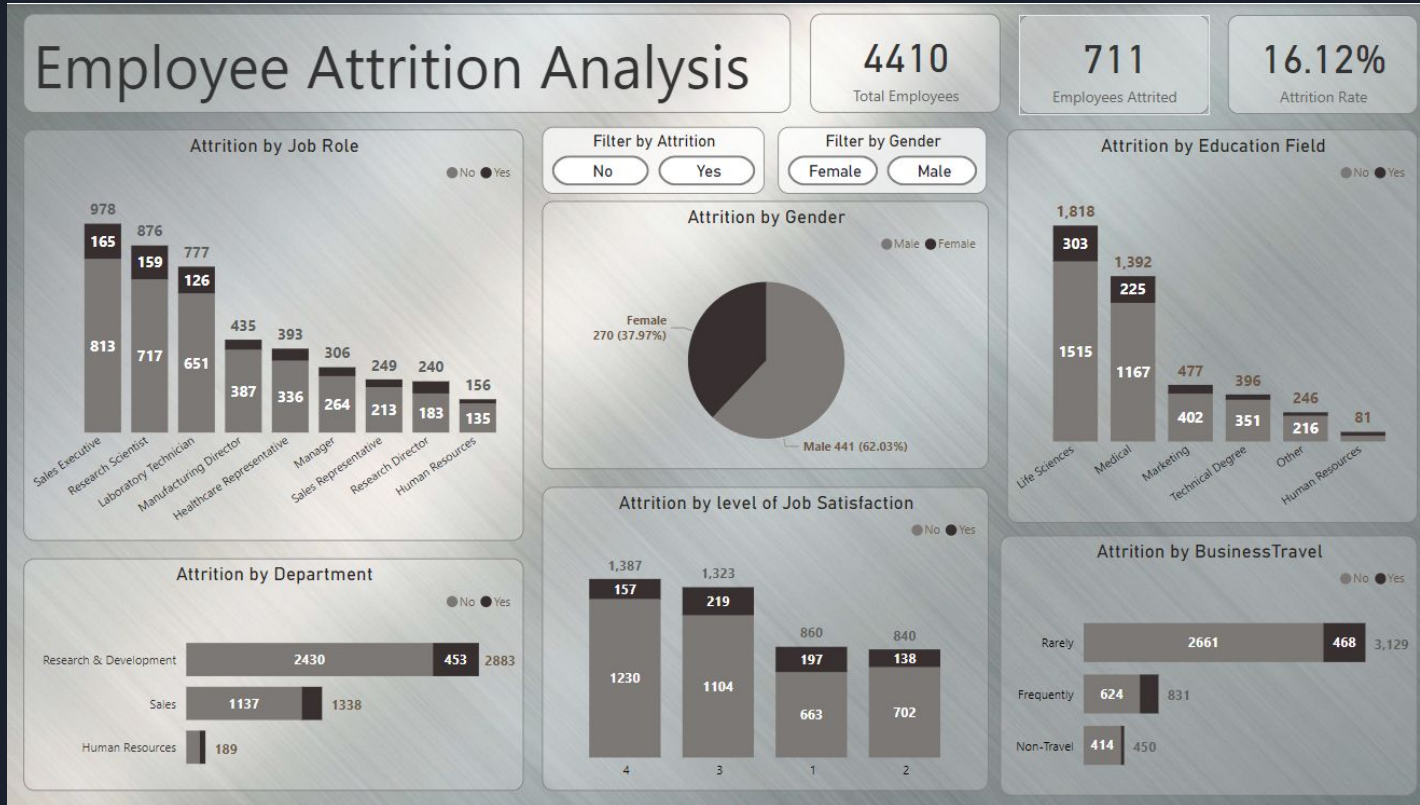 Employee Attrition Analysis
4410
Total Employees
711
Employees Attrited
16.12%
Attrition Rate
Attrition by Job Role
No Yes
978
165
813
876
159
717
777
126
651
435
387
393
336
306
264
249
213
240
183
156
135
Sales Executive
Research Scientist
Laboratory Technician
Manufacturing Director
Healthcare Representative
Manager
Sales Representative
Research Director
Human Resources
Filter by Attrition
No Yes
Filter by Gender
Female Male
Attrition by Gender
Male Female
Female
270 (37.97%)
Male 441 (62.03%)
Attrition by Education Field
No Yes
1,818
303
1515
1,392
225
1167
477
402
396
351
246
216
81
Life Sciences
Medical
Marketing
Technical Degree
Other
Human Resources
Attrition by Department
No Yes
Research & Development 2430 453 2883
Sales 1137 1338
Human Resources 189
Attrition by level of Job Satisfaction
No Yes
1,387
157
1230
1,323
219
1104
860
197
663
840
138
702
4 3 1 2
Attrition by BusinessTravel
No Yes
Rarely 2661 468 3,129
Frequently 624 831
Non-Travel 414 450